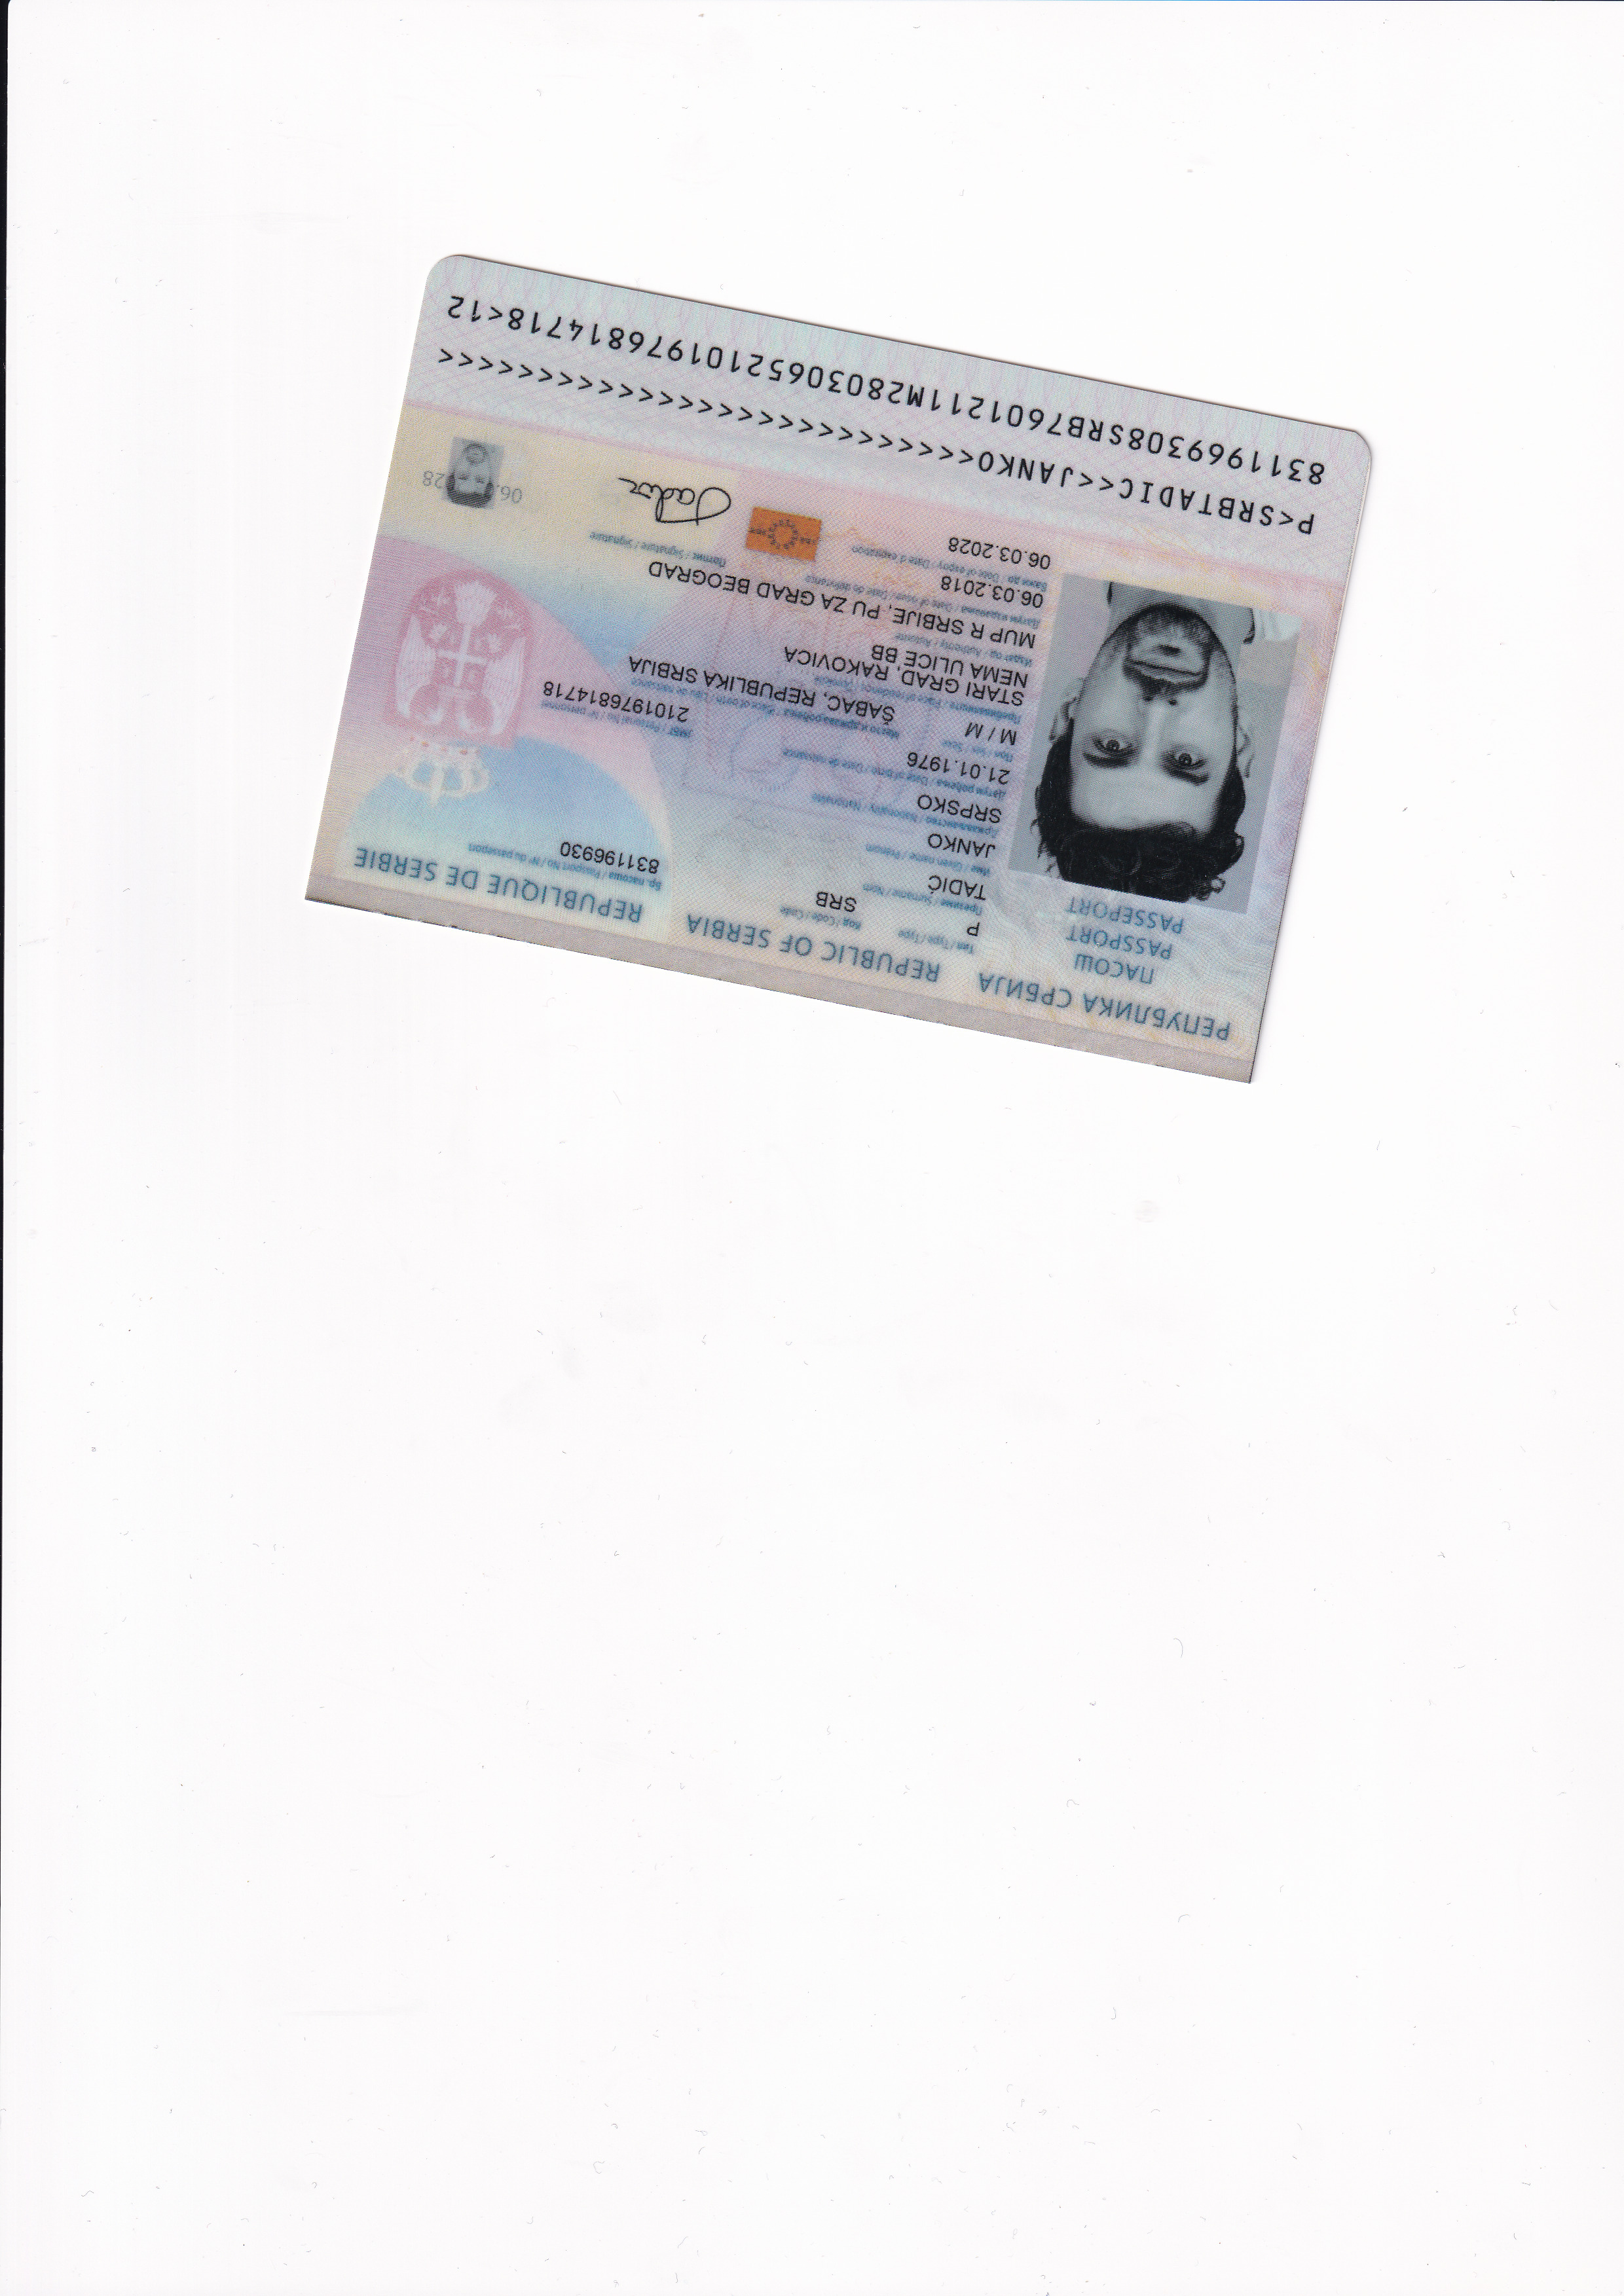 РЕПУБЛИКА СРБИЈА REPUBLIC OF SERBIA REPUBLIQUE DE SERBIE
ПАСОШ
PASSPORT
PASSEPORT
Тип / Type / Type Код / Code / Code Бр. пасоша / Passport No / Nº du passeport
P SRB 831196930
Презиме / Surname / Nom
TADIĆ
Име / Given name / Prénom
JANKO
Држављанство / Nationality / Nationalité
SRPSKO
Датум рођења / Date of birth / Date de naissance ЈМБГ / Personal No / Nº personnel
21.01.1976 2101976814718
Пол / Sex / Sexe Место и држава рођења / Place of birth / Lieu de naissance
M / M ŠABAC, REPUBLIKA SRBIJA
Пребивалиште / Place of residence / Domicile
STARI GRAD, RAKOVICA
NEMA ULICE BB
Издат од / Authority / Autorité
MUP R SRBIJE, PU ZA GRAD BEOGRAD
Датум издавања / Date of issue / Date de délivrance
06.03.2018
Важи до / Date of expiry / Date d'expiration Потпис / Signature / Signature
06.03.2028 Tadić
P<SRBTADIC<<JANKO<<<<<<<<<<<<<<<<<<<<<<<<<<<
8311969308SRB7601211M28030652101976814718<12